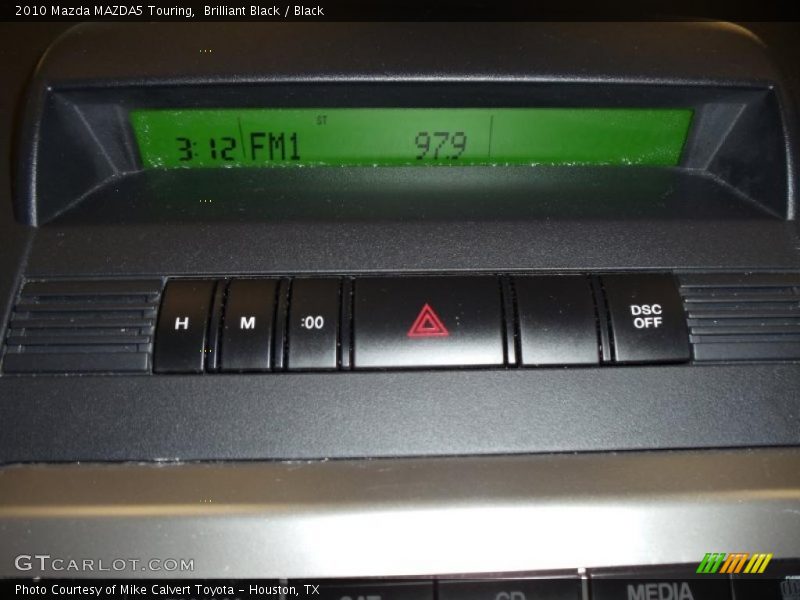 2010 Mazda MAZDA5 Touring,  Brilliant Black / Black
ST
3:12 FM1 97.9
H M :00 DSC OFF
GTCARLOT.COM
CD MEDIA
Photo Courtesy of Mike Calvert Toyota - Houston, TX